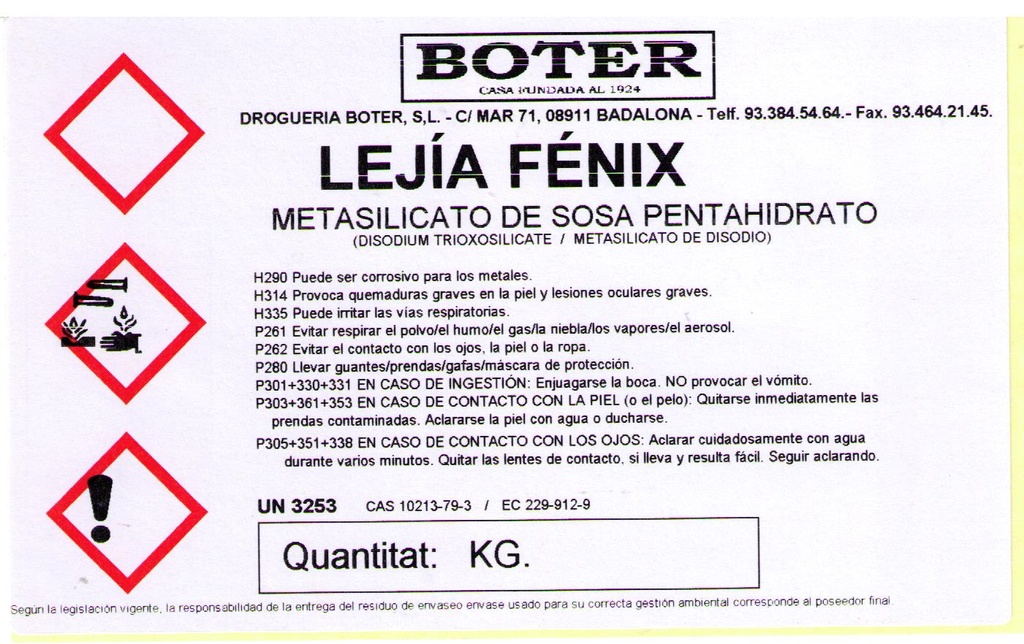 BOTER
CASA FUNDADA AL 1924
DROGUERIA BOTER, S,L. - C/ MAR 71, 08911 BADALONA - Telf. 93.384.54.64.- Fax. 93.464.21.45.
LEJÍA FÉNIX
METASILICATO DE SOSA PENTAHIDRATO
(DISODIUM TRIOXOSILICATE / METASILICATO DE DISODIO)
H290 Puede ser corrosivo para los metales.
H314 Provoca quemaduras graves en la piel y lesiones oculares graves.
H335 Puede irritar las vías respiratorias.
P261 Evitar respirar el polvo/el humo/el gas/la niebla/los vapores/el aerosol.
P262 Evitar el contacto con los ojos, la piel o la ropa.
P280 Llevar guantes/prendas/gafas/máscara de protección.
P301+330+331 EN CASO DE INGESTIÓN: Enjuagarse la boca. NO provocar el vómito.
P303+361+353 EN CASO DE CONTACTO CON LA PIEL (o el pelo): Quitarse inmediatamente las
prendas contaminadas. Aclararse la piel con agua o ducharse.
P305+351+338 EN CASO DE CONTACTO CON LOS OJOS: Aclarar cuidadosamente con agua
durante varios minutos. Quitar las lentes de contacto, si lleva y resulta fácil. Seguir aclarando.
UN 3253 CAS 10213-79-3 / EC 229-912-9
Quantitat: KG.
Según la legislación vigente, la responsabilidad de la entrega del residuo de envaseo envase usado para su correcta gestión ambiental corresponde al poseedor final.